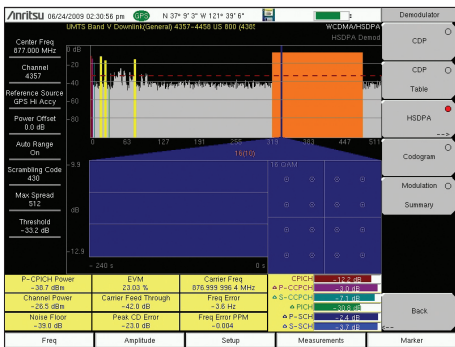 Anritsu 06/24/2009 02:30:56 pm GPS N 37° 9' 3" W 121° 39' 6"
Demodulator
UMTS Band V Downlink(General) 4357-4458 US 000 (4385
WCDMA/HSDPA
HSDPA Demod
Center Freq
877.000 MHz
Channel
4357
Reference Source
GPS Hi Accy
Power Offset
0.0 dB
Auto Range
On
Scrambling Code
430
Max Spread
512
Threshold
-33.2 dB
0 dB
-20
-40
-60
-80
0 63 127 191 255 319 383 447 511
16(10)
-9.9
dB
-12.9
-240 s
0 s
16 QAM
CDP
CDP
Table
HSDPA
-->
Codogram
Modulation
Summary
Back
<--
P-CPICH Power
-38.7 dBm
EVM
23.03 %
Carrier Freq
876.999 996 4 MHz
Channel Power
-26.5 dBm
Carrier Feed Through
-42.0 dB
Freq Error
-3.6 Hz
Noise Floor
-39.0 dB
Peak CD Error
-23.0 dB
Freq Error PPM
-0.004
CPICH -12.2 dB
P-CCPCH -3.0 dB
S-CCPCH -7.1 dB
PICH -30.8 dB
P-SCH -2.4 dB
S-SCH -3.7 dB
Freq
Amplitude
Setup
Measurements
Marker